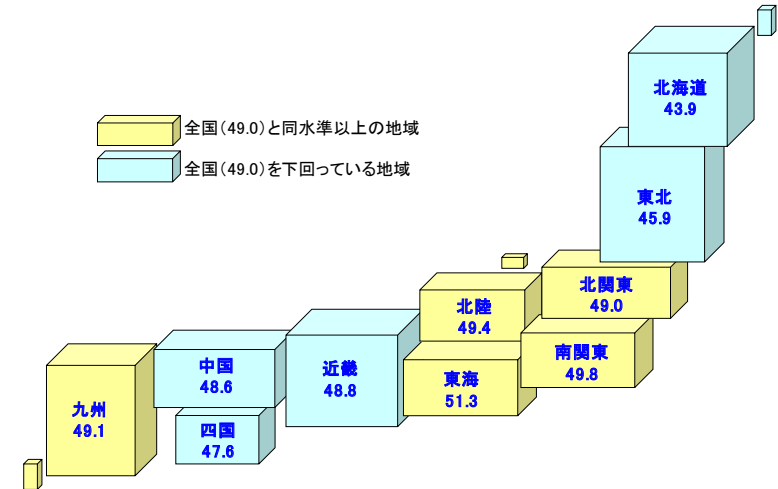 北海道
43.9
全国(49.0)と同水準以上の地域
全国(49.0)を下回っている地域
東北
45.9
北関東
49.0
北陸
49.4
南関東
49.8
中国
48.6
近畿
48.8
東海
51.3
九州
49.1
四国
47.6